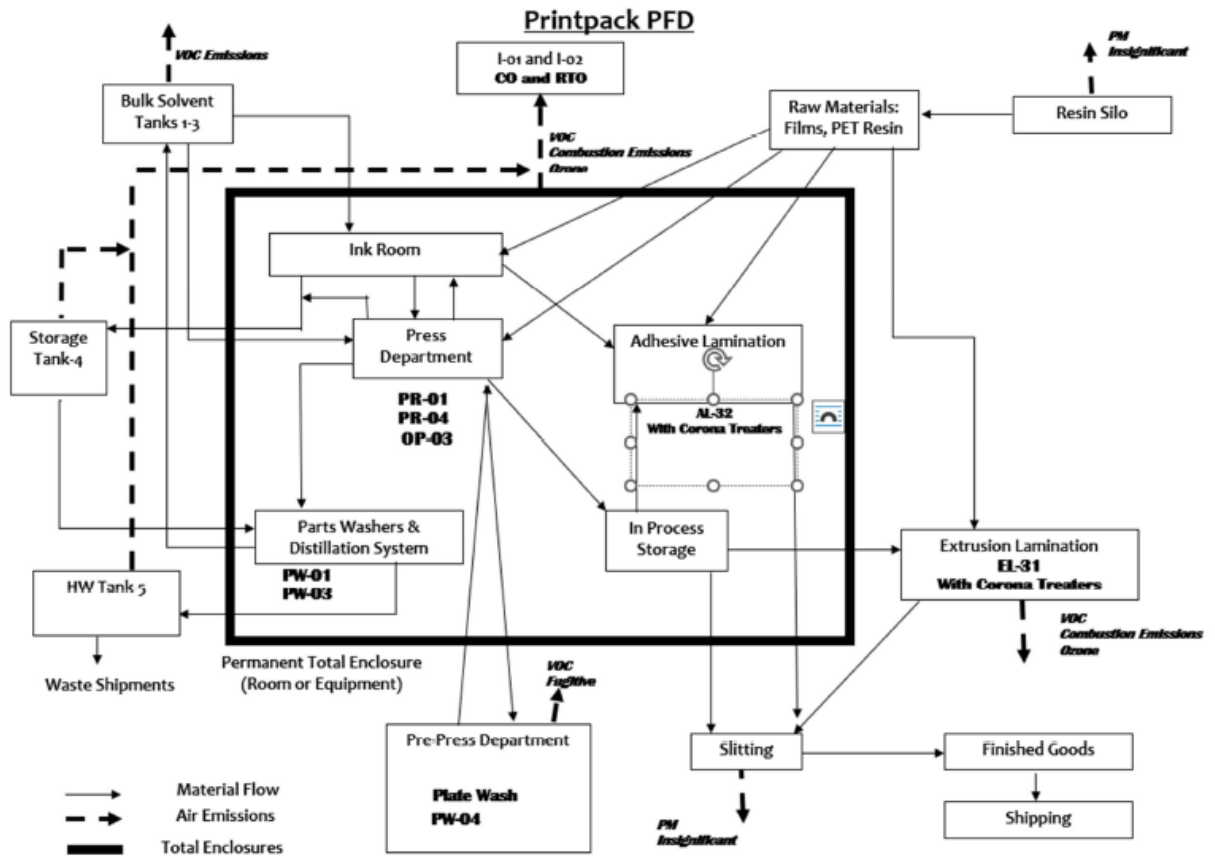 Printpack PFD
VOC Emissions
I-01 and I-02
CO and RTO
PM
Insignificant
Bulk Solvent
Tanks 1-3
Raw Materials:
Films, PET Resin
Resin Silo
VOC
Combustion Emissions
Ozone
Ink Room
Storage
Tank-4
Press
Department
Adhesive Lamination
PR-01
PR-04
OP-03
AL-32
With Corona Treaters
Parts Washers &
Distillation System
In Process
Storage
Extrusion Lamination
EL-31
With Corona Treaters
PW-01
PW-03
HW Tank 5
VOC
Combustion Emissions
Ozone
Waste Shipments
Permanent Total Enclosure
(Room or Equipment)
VOC
Fugitive
Pre-Press Department
Plate Wash
PW-04
Slitting
Finished Goods
Shipping
PM
Insignificant
Material Flow
Air Emissions
Total Enclosures